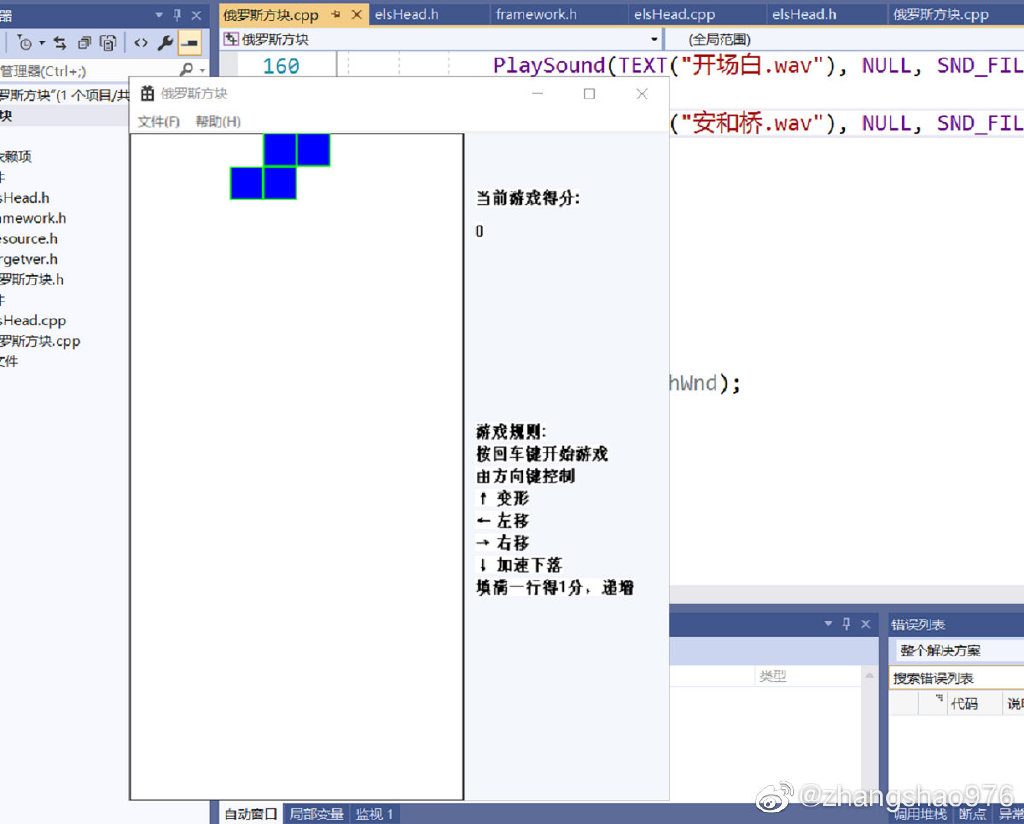 器
俄罗斯方块.cpp elsHead.h framework.h elsHead.cpp elsHead.h 俄罗斯方块.cpp
俄罗斯方块 (全局范围)
管理器(Ctrl+;)
罗斯方块"(1 个项目/共
块
依赖项
件
sHead.h
amework.h
esource.h
rgetver.h
罗斯方块.h
件
sHead.cpp
罗斯方块.cpp
文件
160 PlaySound(TEXT("开场白.wav"), NULL, SND_FIL
("安和桥.wav"), NULL, SND_FIL
hWnd);
俄罗斯方块
文件(F) 帮助(H)
当前游戏得分:
0
游戏规则:
按回车键开始游戏
由方向键控制
↑ 变形
← 左移
→ 右移
↓ 加速下落
填满一行得1分，递增
类型
错误列表
整个解决方案
搜索错误列表
代码 说明
自动窗口 局部变量 监视 1
调用堆栈 断点 异常
@zhangshao976